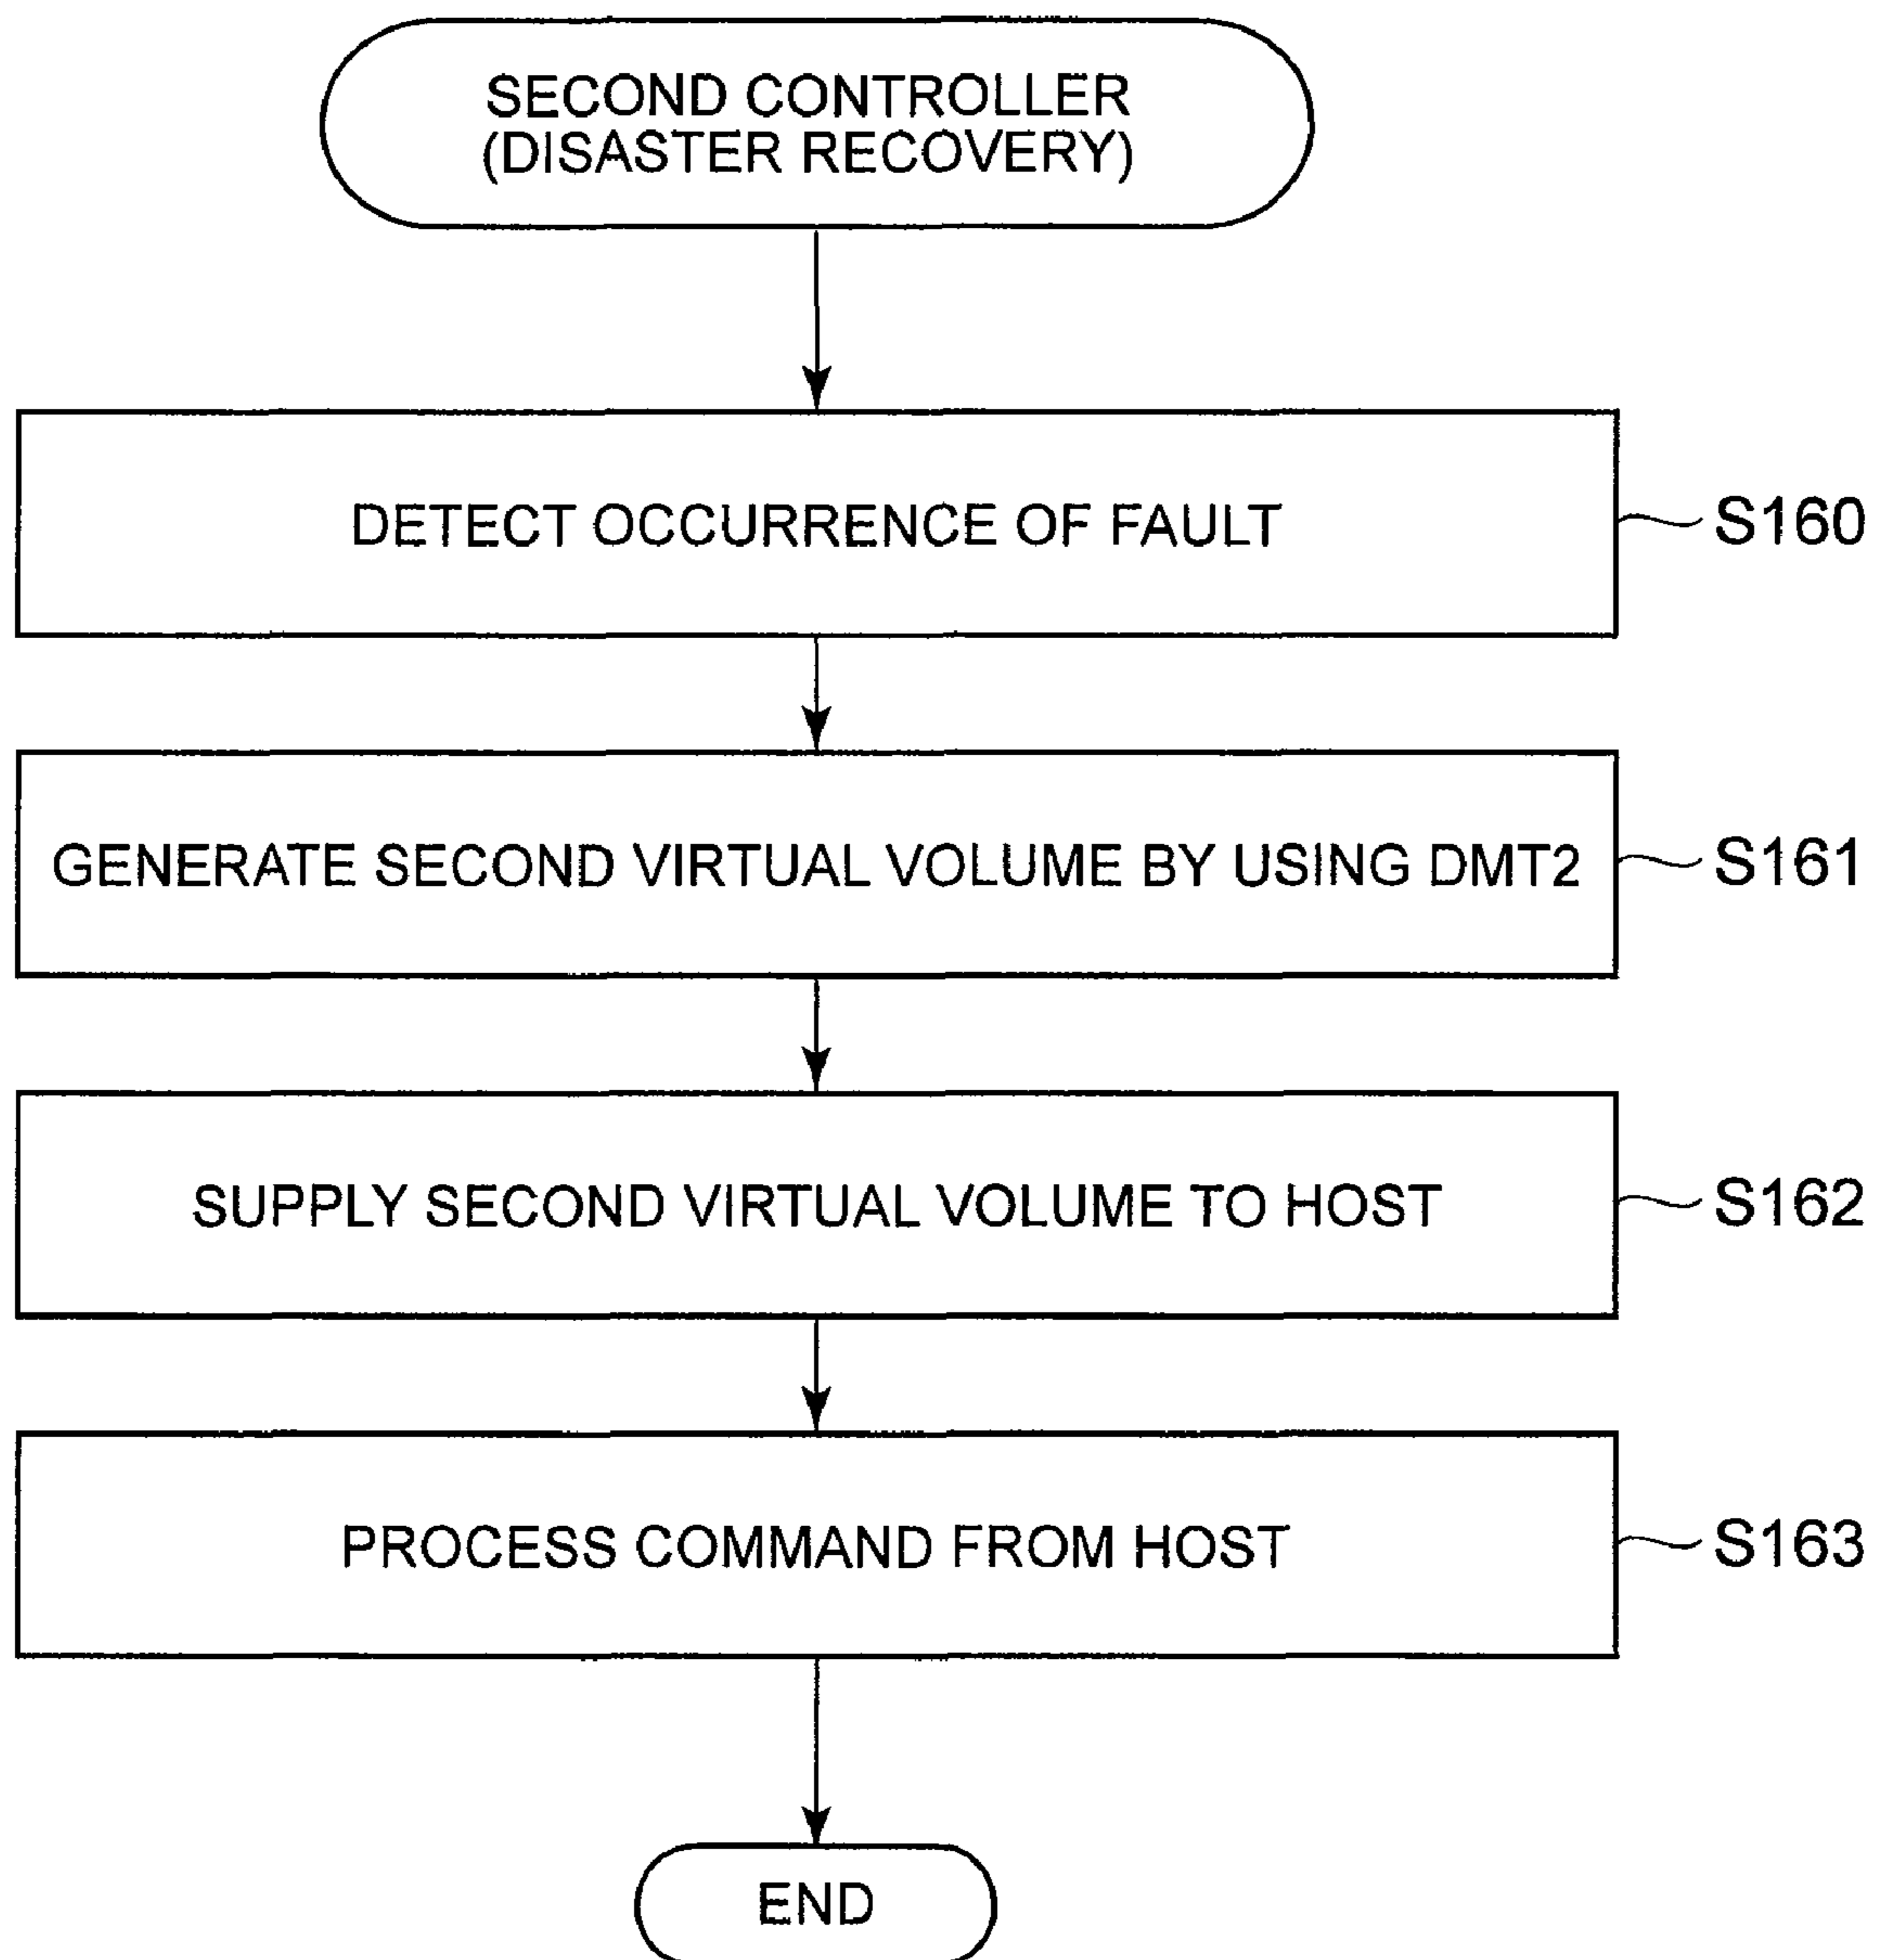 SECOND CONTROLLER
(DISASTER RECOVERY)
DETECT OCCURRENCE OF FAULT
S160
GENERATE SECOND VIRTUAL VOLUME BY USING DMT2
S161
SUPPLY SECOND VIRTUAL VOLUME TO HOST
S162
PROCESS COMMAND FROM HOST
S163
END